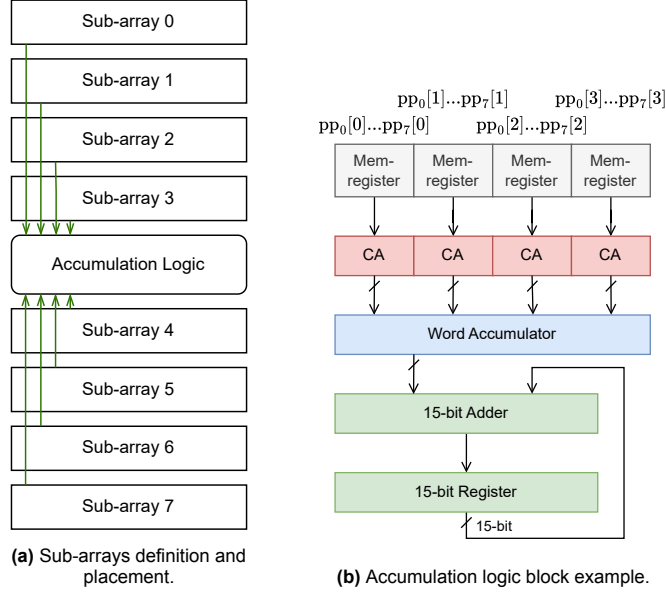 Sub-array 0
Sub-array 1
Sub-array 2
Sub-array 3
Accumulation Logic
Sub-array 4
Sub-array 5
Sub-array 6
Sub-array 7
(a) Sub-arrays definition and
placement.
pp₀[1]...pp₇[1] pp₀[3]...pp₇[3]
pp₀[0]...pp₇[0] pp₀[2]...pp₇[2]
Mem- Mem- Mem- Mem-
register register register register
CA CA CA CA
Word Accumulator
15-bit Adder
15-bit Register
15-bit
(b) Accumulation logic block example.